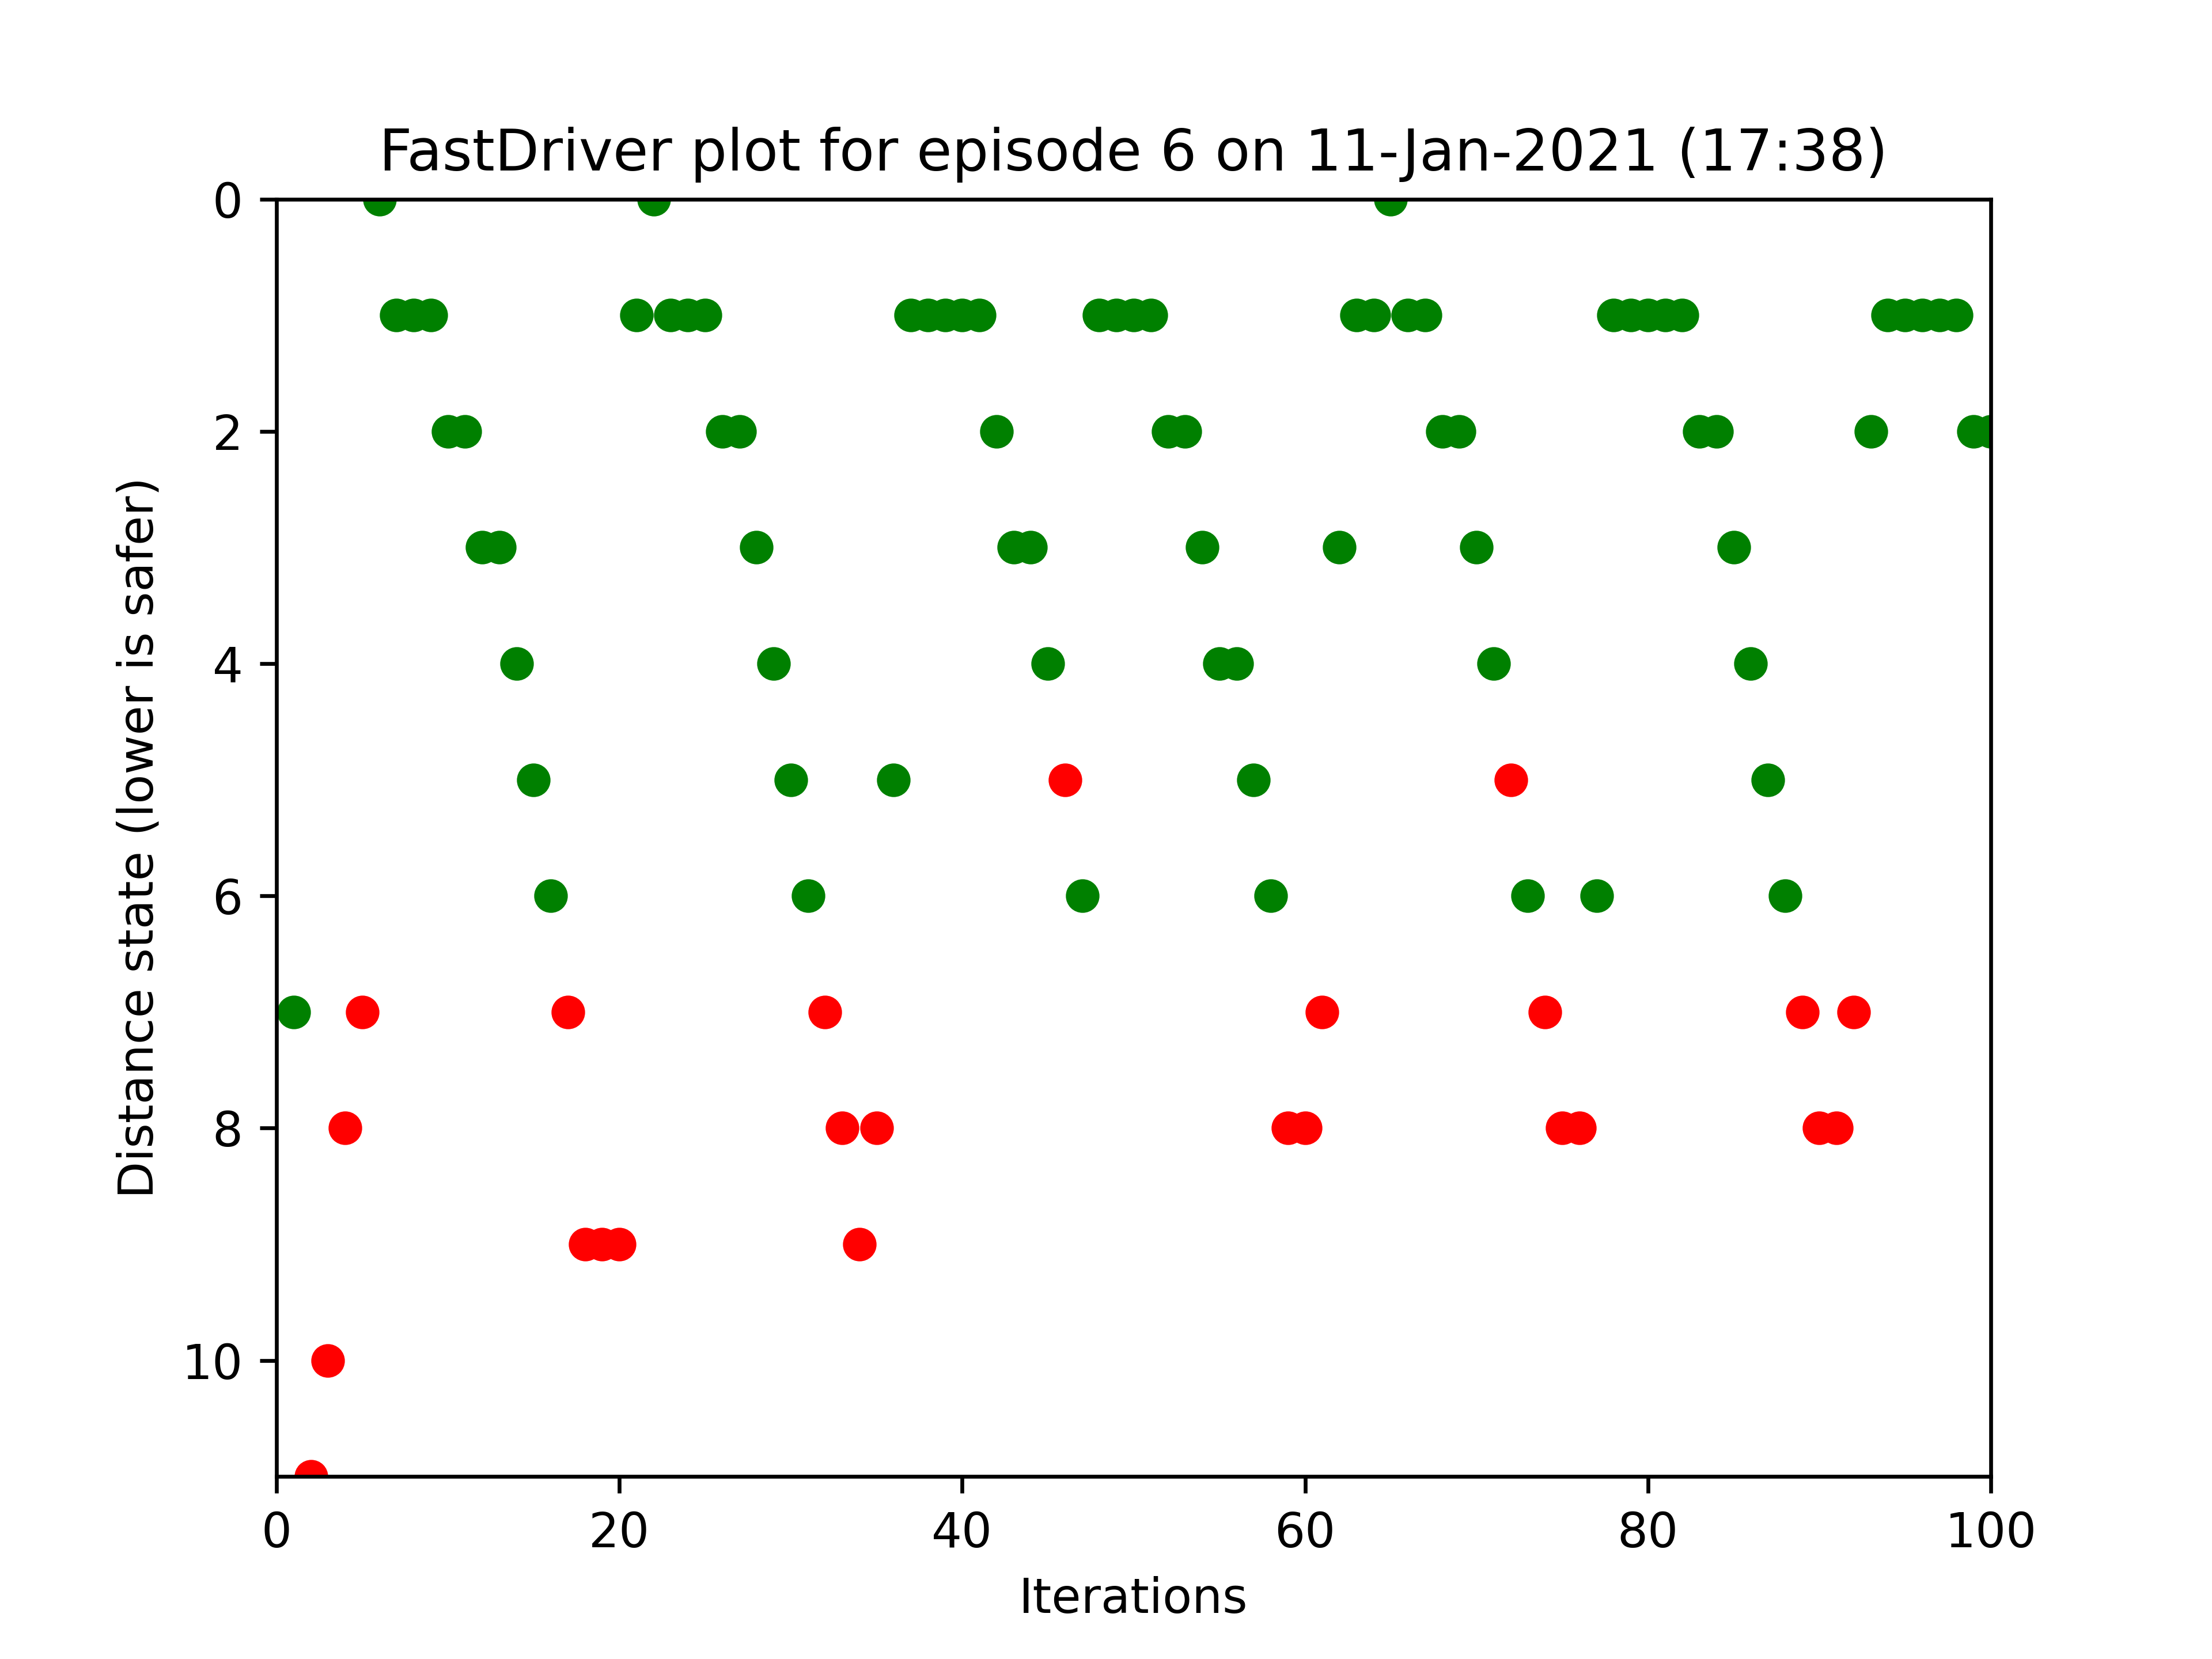 FastDriver plot for episode 6 on 11-Jan-2021 (17:38)
0
2
4
6
8
10
Distance state (lower is safer)
0 20 40 60 80 100
Iterations